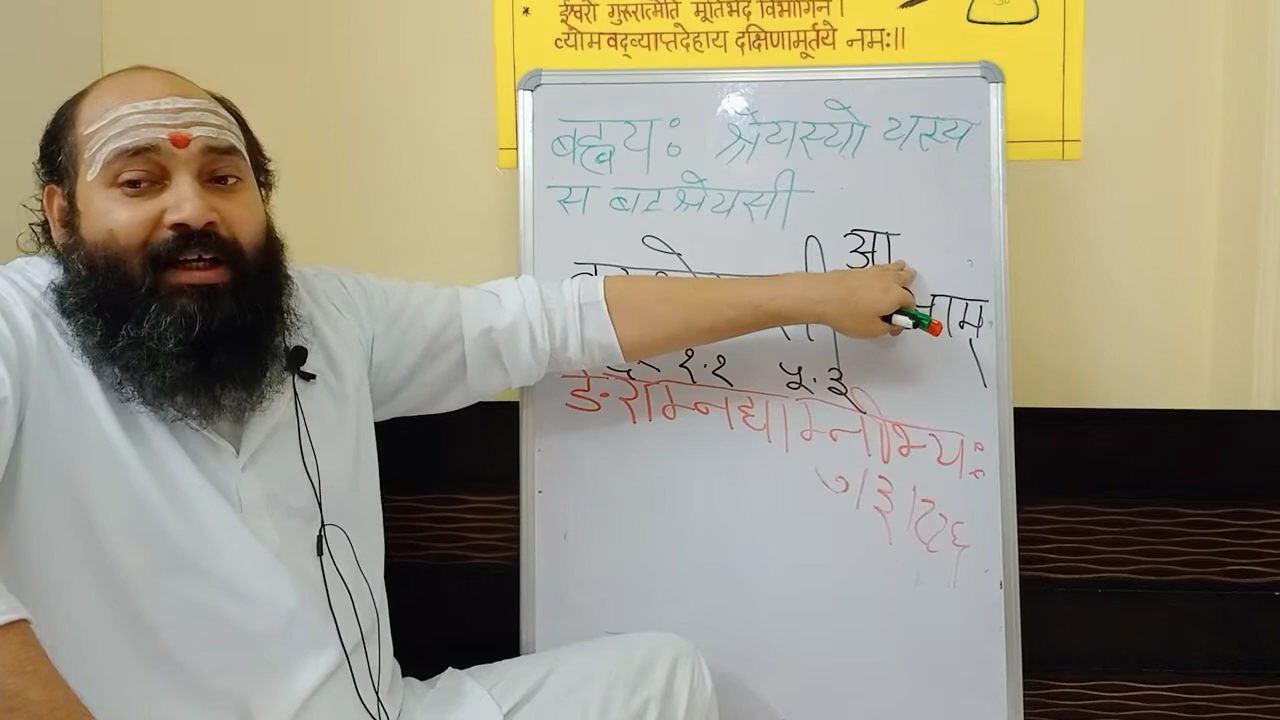 ईश्वरो गुरुरात्मेति मूर्तिभेद विभागिने।
व्योमवद्व्याप्तदेहाय दक्षिणामूर्तये नमः॥
बह्व्यः श्रेयस्यो यस्य
स बहुश्रेयसी
आ
नाम्
१.१ ५.३
ङेराम्नद्याम्नीभ्यः
७/३/११६